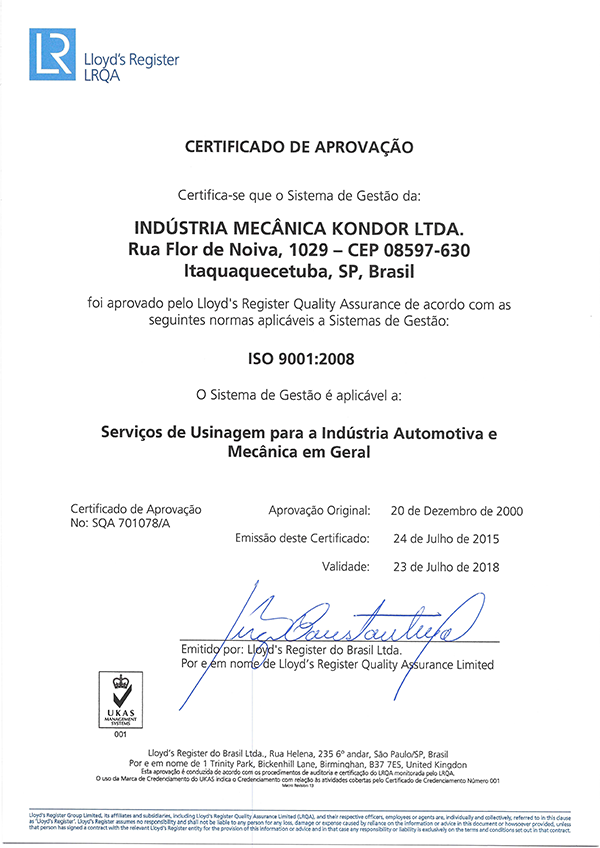 LR
Lloyd's Register
LRQA
CERTIFICADO DE APROVAÇÃO
Certifica-se que o Sistema de Gestão da:
INDÚSTRIA MECÂNICA KONDOR LTDA.
Rua Flor de Noiva, 1029 – CEP 08597-630
Itaquaquecetuba, SP, Brasil
foi aprovado pelo Lloyd's Register Quality Assurance de acordo com as
seguintes normas aplicáveis a Sistemas de Gestão:
ISO 9001:2008
O Sistema de Gestão é aplicável a:
Serviços de Usinagem para a Indústria Automotiva e
Mecânica em Geral
Certificado de Aprovação
No: SQA 701078/A
Aprovação Original: 20 de Dezembro de 2000
Emissão deste Certificado: 24 de Julho de 2015
Validade: 23 de Julho de 2018
Emitido por: Lloyd's Register do Brasil Ltda.
Por e em nome de Lloyd's Register Quality Assurance Limited
UKAS
MANAGEMENT
SYSTEMS
001
Lloyd's Register do Brasil Ltda., Rua Helena, 235 6º andar, São Paulo/SP, Brasil
Por e em nome de 1 Trinity Park, Bickenhill Lane, Birminghan, B37 7ES, United Kingdon
Esta aprovação é conduzida de acordo com os procedimentos de auditoria e certificação do LRQA monitorada pelo LRQA.
O uso da Marca de Credenciamento do UKAS indica o Credenciamento com relação às atividades cobertas pelo Certificado de Credenciamento Número 001
Macro Revision 13
Lloyd's Register Group Limited, its affiliates and subsidiaries, including Lloyd's Register Quality Assurance Limited (LRQA), and their respective officers, employees or agents are, individually and collectively, referred to in this clause
as 'Lloyd's Register'. Lloyd's Register assumes no responsibility and shall not be liable to any person for any loss, damage or expense caused by reliance on the information or advice in this document or howsoever provided, unless
that person has signed a contract with the relevant Lloyd's Register entity for the provision of this information or advice and in that case any responsibility or liability is exclusively on the terms and conditions set out in that contract.